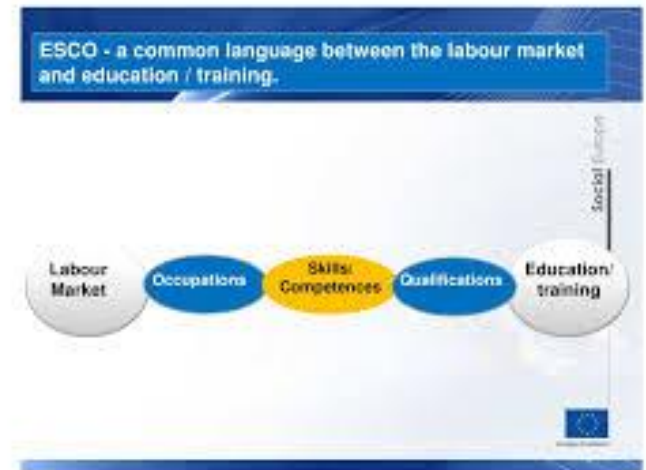 ESCO - a common language between the labour market
and education / training.
Social Europe
Labour
Market
Occupations
Skills/
Competences
Qualifications
Education/
training